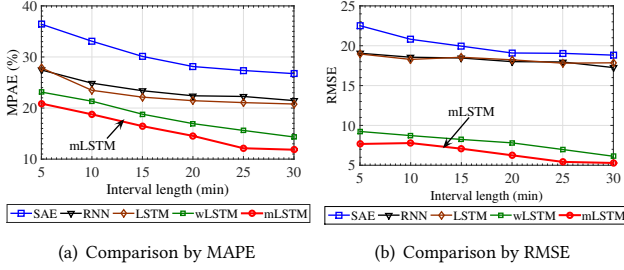 40
30
20
10
MPAE (%)
mLSTM
5 10 15 20 25 30
Interval length (min)
SAE RNN LSTM wLSTM mLSTM
(a) Comparison by MAPE
25
20
15
10
5
RMSE
mLSTM
5 10 15 20 25 30
Interval length (min)
SAE RNN LSTM wLSTM mLSTM
(b) Comparison by RMSE